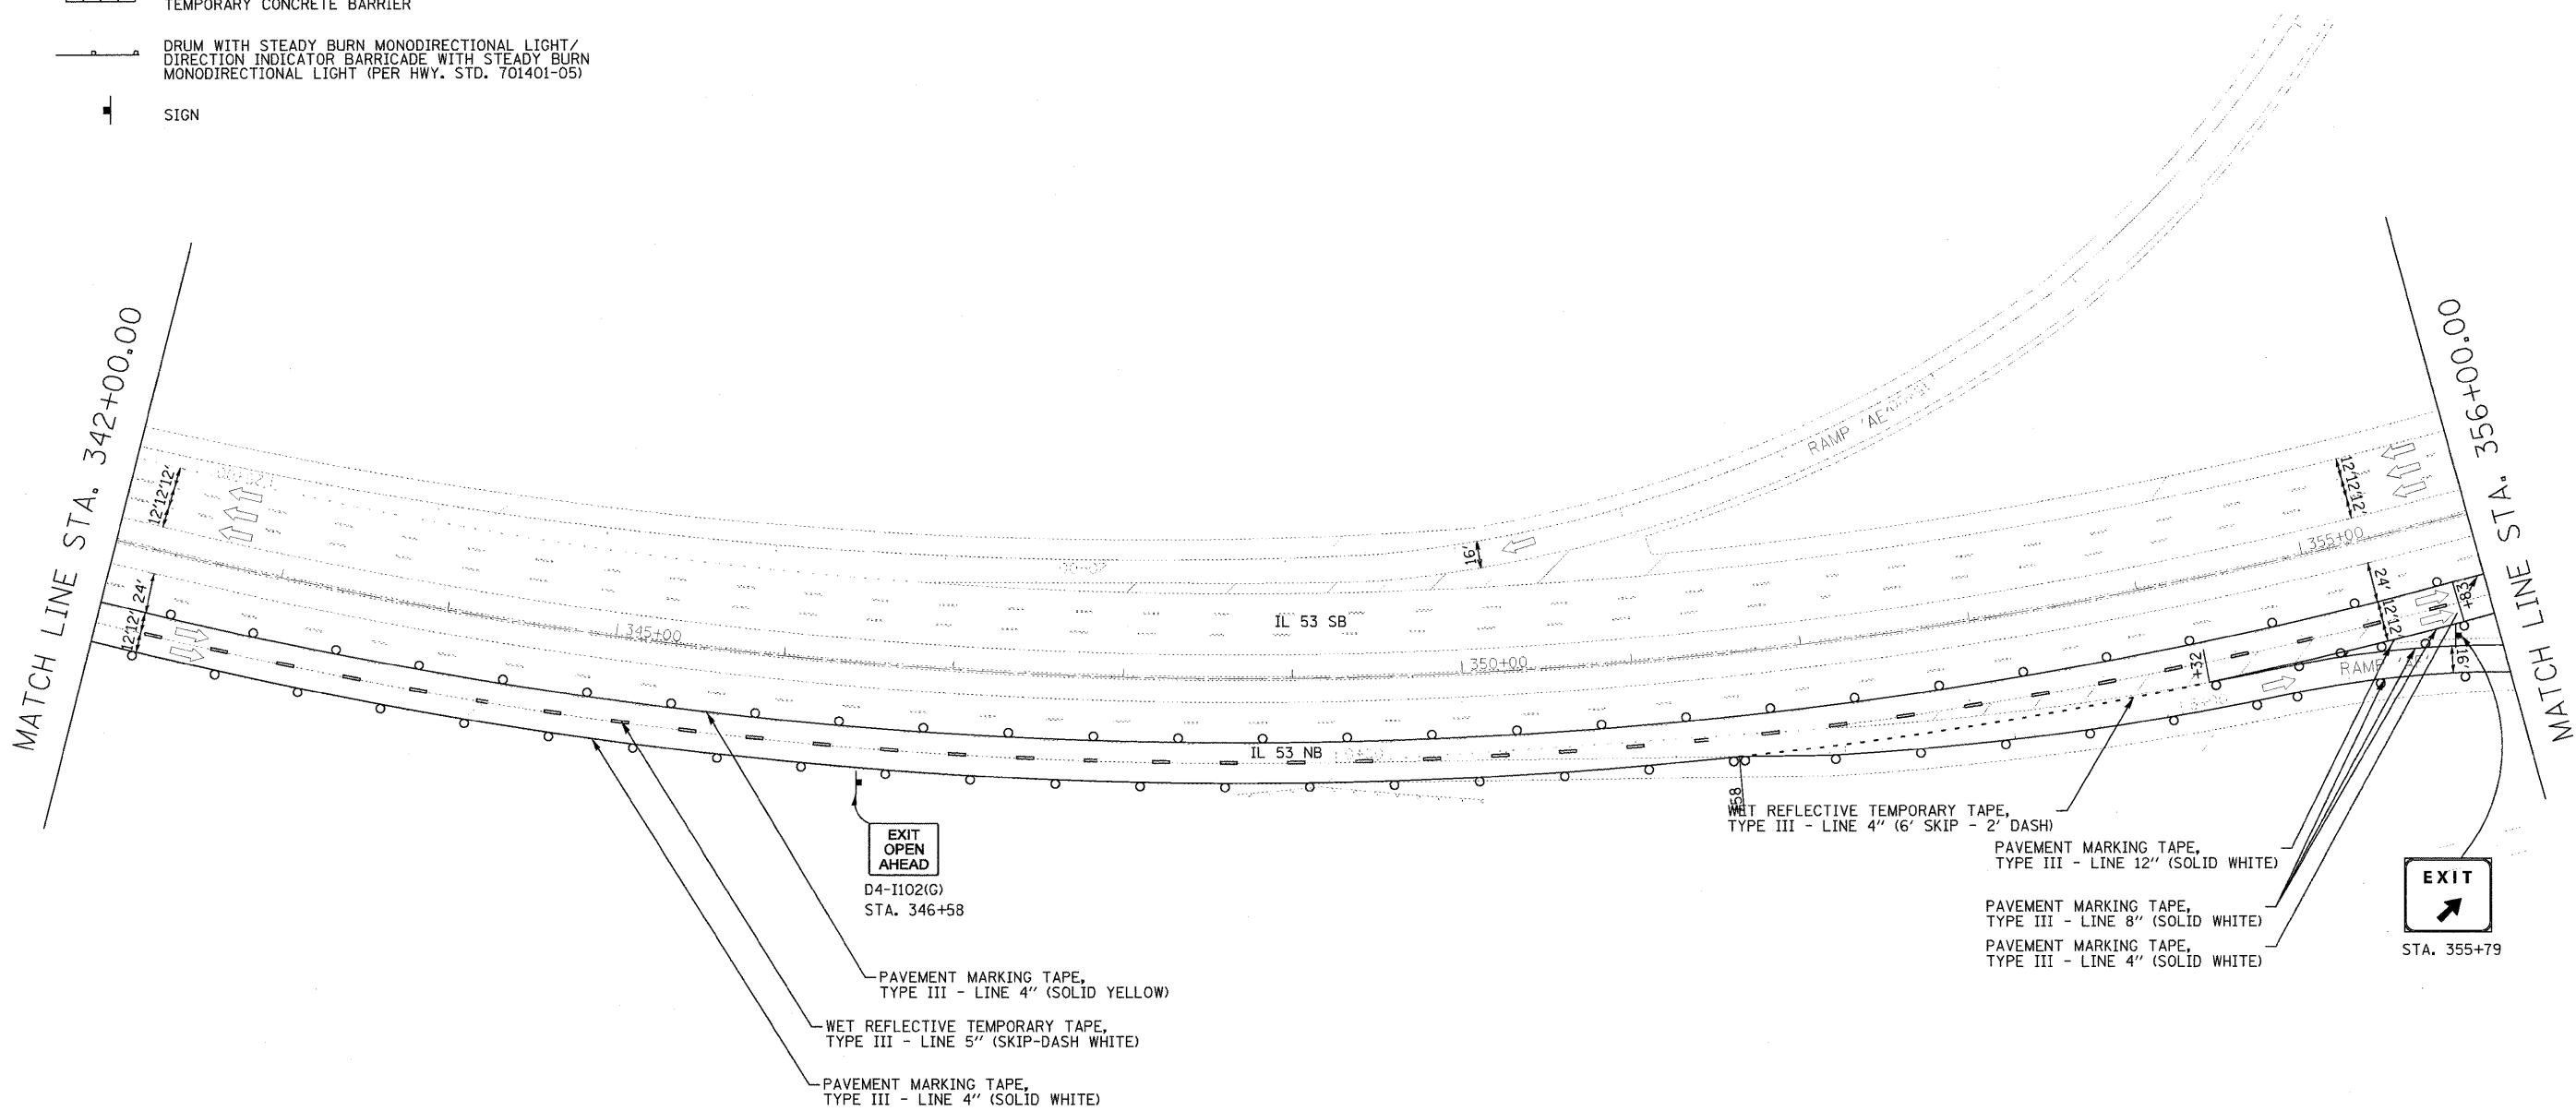 TEMPORARY CONCRETE BARRIER
DRUM WITH STEADY BURN MONODIRECTIONAL LIGHT/
DIRECTION INDICATOR BARRICADE WITH STEADY BURN
MONODIRECTIONAL LIGHT (PER HWY. STD. 701401-05)
SIGN
MATCH LINE STA. 342+00.00
MATCH LINE STA. 356+00.00
12'12'12'
24'
12'12'
345+00
IL 53 SB
350+00
IL 53 NB
16'
RAMP 'AE'
12'12'12'
355+00
24'
12'12'
+83
+32
RAMP
16'
+58
EXIT
OPEN
AHEAD
D4-I102(G)
STA. 346+58
PAVEMENT MARKING TAPE,
TYPE III - LINE 4" (SOLID YELLOW)
WET REFLECTIVE TEMPORARY TAPE,
TYPE III - LINE 5" (SKIP-DASH WHITE)
PAVEMENT MARKING TAPE,
TYPE III - LINE 4" (SOLID WHITE)
WET REFLECTIVE TEMPORARY TAPE,
TYPE III - LINE 4" (6' SKIP - 2' DASH)
PAVEMENT MARKING TAPE,
TYPE III - LINE 12" (SOLID WHITE)
PAVEMENT MARKING TAPE,
TYPE III - LINE 8" (SOLID WHITE)
PAVEMENT MARKING TAPE,
TYPE III - LINE 4" (SOLID WHITE)
EXIT
STA. 355+79